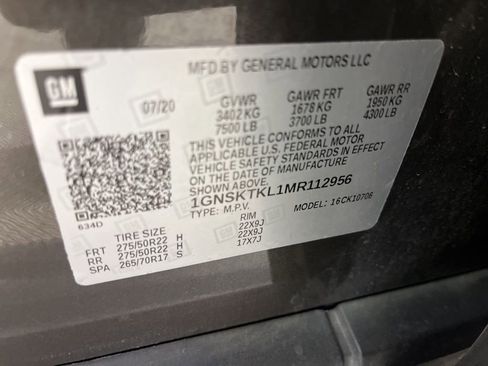 GM
MFD BY GENERAL MOTORS LLC
07/20 GVWR GAWR FRT GAWR RR
3402 KG 1678 KG 1950 KG
7500 LB 3700 LB 4300 LB
THIS VEHICLE CONFORMS TO ALL
APPLICABLE U.S. FEDERAL MOTOR
VEHICLE SAFETY STANDARDS IN EFFECT
ON THE DATE OF MANUFACTURE
1GNSKTKL1MR112956
TYPE: M.P.V. MODEL: 16CK10706
634D
TIRE SIZE RIM
FRT 275/50R22 H 22X9J
RR 275/50R22 H 22X9J
SPA 265/70R17 S 17X7J